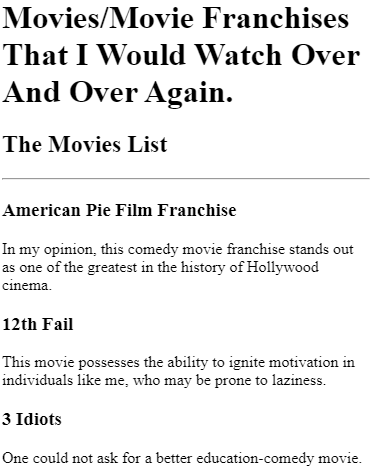 Movies/Movie Franchises
That I Would Watch Over
And Over Again.
The Movies List
American Pie Film Franchise
In my opinion, this comedy movie franchise stands out
as one of the greatest in the history of Hollywood
cinema.
12th Fail
This movie possesses the ability to ignite motivation in
individuals like me, who may be prone to laziness.
3 Idiots
One could not ask for a better education-comedy movie.